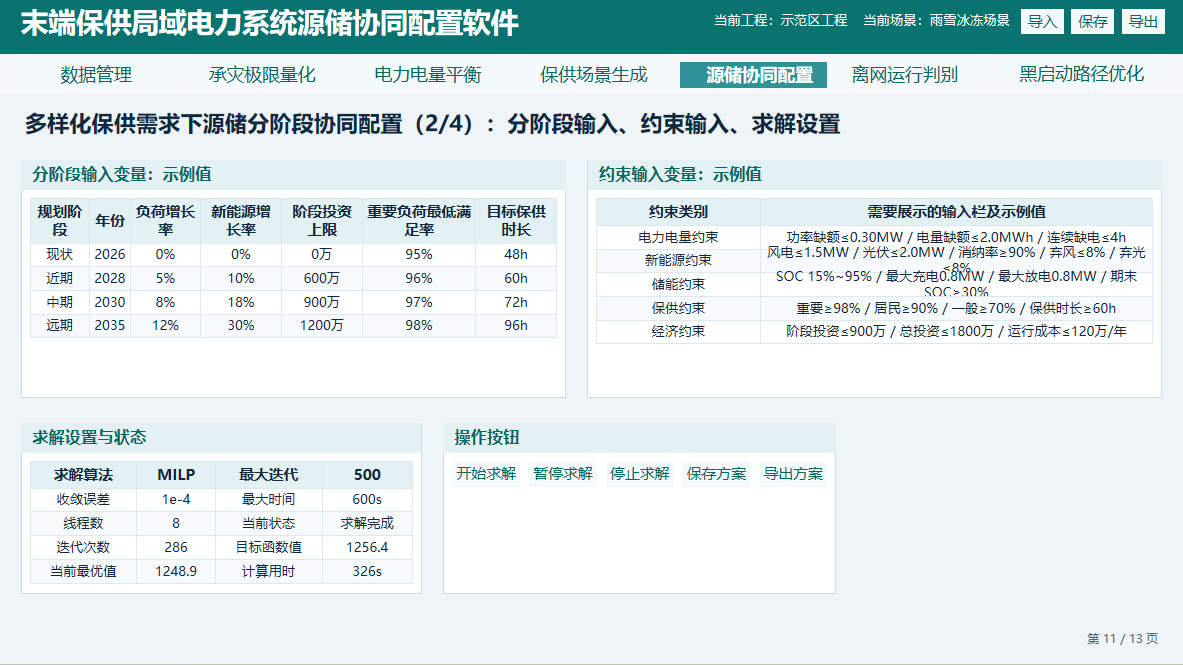 末端保供局域电力系统源储协同配置软件
当前工程：示范区工程 当前场景：雨雪冰冻场景 导入 保存 导出
数据管理 承灾极限量化 电力电量平衡 保供场景生成 源储协同配置 离网运行判别 黑启动路径优化
多样化保供需求下源储分阶段协同配置（2/4）：分阶段输入、约束输入、求解设置
分阶段输入变量：示例值
规划阶段 年份 负荷增长率 新能源增长率 阶段投资上限 重要负荷最低满足率 目标保供时长
现状 2026 0% 0% 0万 95% 48h
近期 2028 5% 10% 600万 96% 60h
中期 2030 8% 18% 900万 97% 72h
远期 2035 12% 30% 1200万 98% 96h
约束输入变量：示例值
约束类别 需要展示的输入栏及示例值
电力电量约束 功率缺额≤0.30MW / 电量缺额≤2.0MWh / 连续缺电≤4h
新能源约束 风电≤1.5MW / 光伏≤2.0MW / 消纳率≥90% / 弃风≤8% / 弃光
≤8%
储能约束 SOC 15%~95% / 最大充电0.8MW / 最大放电0.8MW / 期末
SOC≥30%
保供约束 重要≥98% / 居民≥90% / 一般≥70% / 保供时长≥60h
经济约束 阶段投资≤900万 / 总投资≤1800万 / 运行成本≤120万/年
求解设置与状态
求解算法 MILP 最大迭代 500
收敛误差 1e-4 最大时间 600s
线程数 8 当前状态 求解完成
迭代次数 286 目标函数值 1256.4
当前最优值 1248.9 计算用时 326s
操作按钮
开始求解 暂停求解 停止求解 保存方案 导出方案
第 11 / 13 页